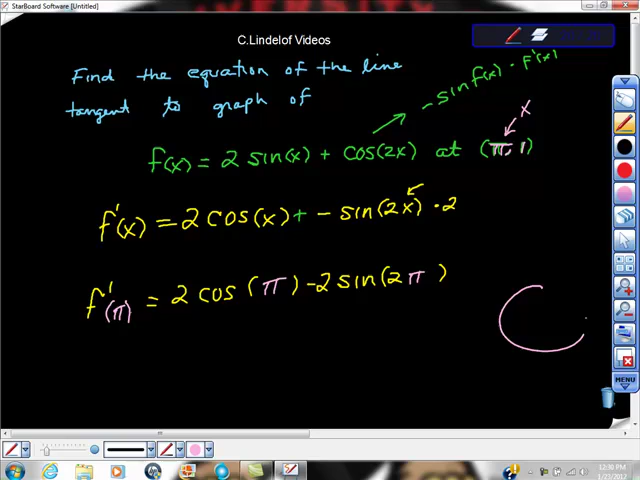 StarBoard Software [Untitled]
C.Lindelof Videos
Find the equation of the line
tangent to graph of
-sinf(x)·F'(x)
x
f(x) = 2 sin(x) + cos(2x) at (π, 1)
f'(x) = 2 cos(x) + - sin(2x) · 2
f'(π) = 2 cos (π) - 2 sin(2π)
MENU
12:30 PM
1/23/2012